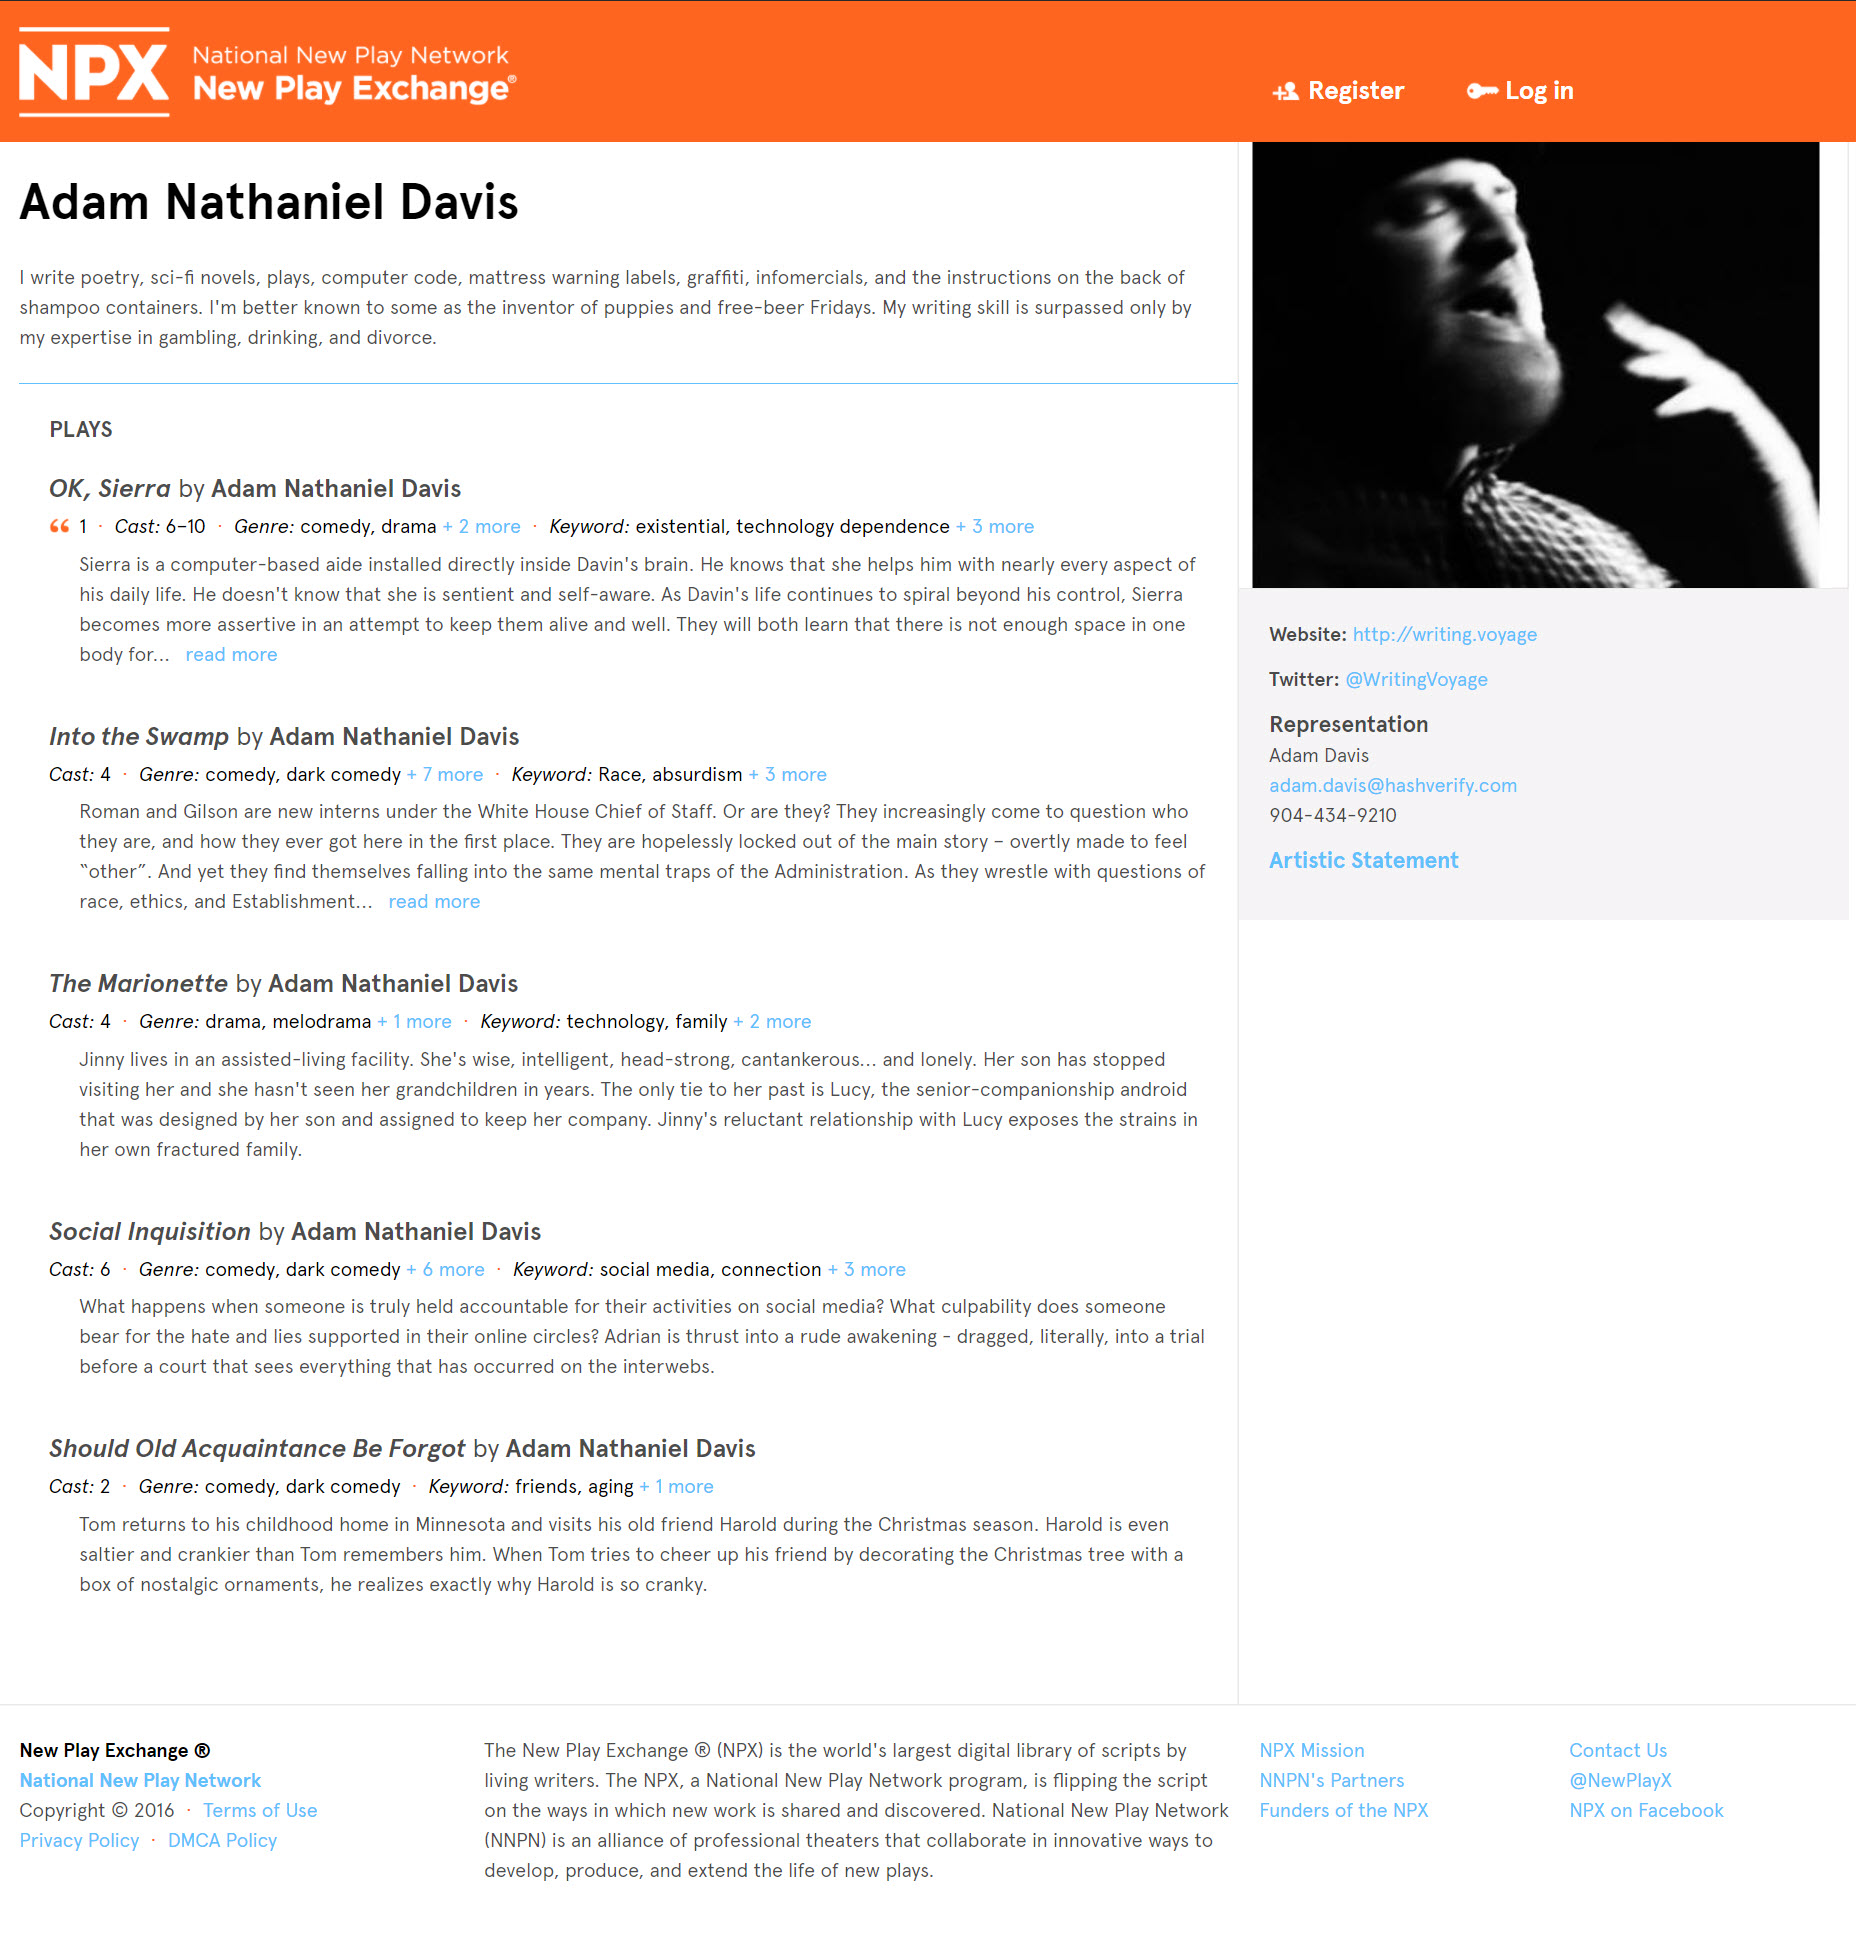 NPX
National New Play Network
New Play Exchange®
Register
Log in
Adam Nathaniel Davis
I write poetry, sci-fi novels, plays, computer code, mattress warning labels, graffiti, infomercials, and the instructions on the back of
shampoo containers. I'm better known to some as the inventor of puppies and free-beer Fridays. My writing skill is surpassed only by
my expertise in gambling, drinking, and divorce.
PLAYS
OK, Sierra by Adam Nathaniel Davis
“ 1 · Cast: 6–10 · Genre: comedy, drama + 2 more · Keyword: existential, technology dependence + 3 more
Sierra is a computer-based aide installed directly inside Davin's brain. He knows that she helps him with nearly every aspect of
his daily life. He doesn't know that she is sentient and self-aware. As Davin's life continues to spiral beyond his control, Sierra
becomes more assertive in an attempt to keep them alive and well. They will both learn that there is not enough space in one
body for... read more
Into the Swamp by Adam Nathaniel Davis
Cast: 4 · Genre: comedy, dark comedy + 7 more · Keyword: Race, absurdism + 3 more
Roman and Gilson are new interns under the White House Chief of Staff. Or are they? They increasingly come to question who
they are, and how they ever got here in the first place. They are hopelessly locked out of the main story – overtly made to feel
“other”. And yet they find themselves falling into the same mental traps of the Administration. As they wrestle with questions of
race, ethics, and Establishment... read more
The Marionette by Adam Nathaniel Davis
Cast: 4 · Genre: drama, melodrama + 1 more · Keyword: technology, family + 2 more
Jinny lives in an assisted-living facility. She's wise, intelligent, head-strong, cantankerous... and lonely. Her son has stopped
visiting her and she hasn't seen her grandchildren in years. The only tie to her past is Lucy, the senior-companionship android
that was designed by her son and assigned to keep her company. Jinny's reluctant relationship with Lucy exposes the strains in
her own fractured family.
Social Inquisition by Adam Nathaniel Davis
Cast: 6 · Genre: comedy, dark comedy + 6 more · Keyword: social media, connection + 3 more
What happens when someone is truly held accountable for their activities on social media? What culpability does someone
bear for the hate and lies supported in their online circles? Adrian is thrust into a rude awakening - dragged, literally, into a trial
before a court that sees everything that has occurred on the interwebs.
Should Old Acquaintance Be Forgot by Adam Nathaniel Davis
Cast: 2 · Genre: comedy, dark comedy · Keyword: friends, aging + 1 more
Tom returns to his childhood home in Minnesota and visits his old friend Harold during the Christmas season. Harold is even
saltier and crankier than Tom remembers him. When Tom tries to cheer up his friend by decorating the Christmas tree with a
box of nostalgic ornaments, he realizes exactly why Harold is so cranky.
Website: http://writing.voyage
Twitter: @WritingVoyage
Representation
Adam Davis
adam.davis@hashverify.com
904-434-9210
Artistic Statement
New Play Exchange ®
National New Play Network
Copyright © 2016 · Terms of Use
Privacy Policy · DMCA Policy
The New Play Exchange ® (NPX) is the world's largest digital library of scripts by
living writers. The NPX, a National New Play Network program, is flipping the script
on the ways in which new work is shared and discovered. National New Play Network
(NNPN) is an alliance of professional theaters that collaborate in innovative ways to
develop, produce, and extend the life of new plays.
NPX Mission
NNPN's Partners
Funders of the NPX
Contact Us
@NewPlayX
NPX on Facebook